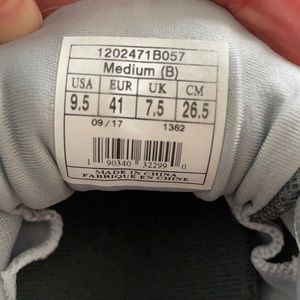 1202471B057
Medium (B)
USA EUR UK CM
9.5 41 7.5 26.5
09/17 1362
1 90340 32299 0
MADE IN CHINA
FABRIQUE EN CHINE